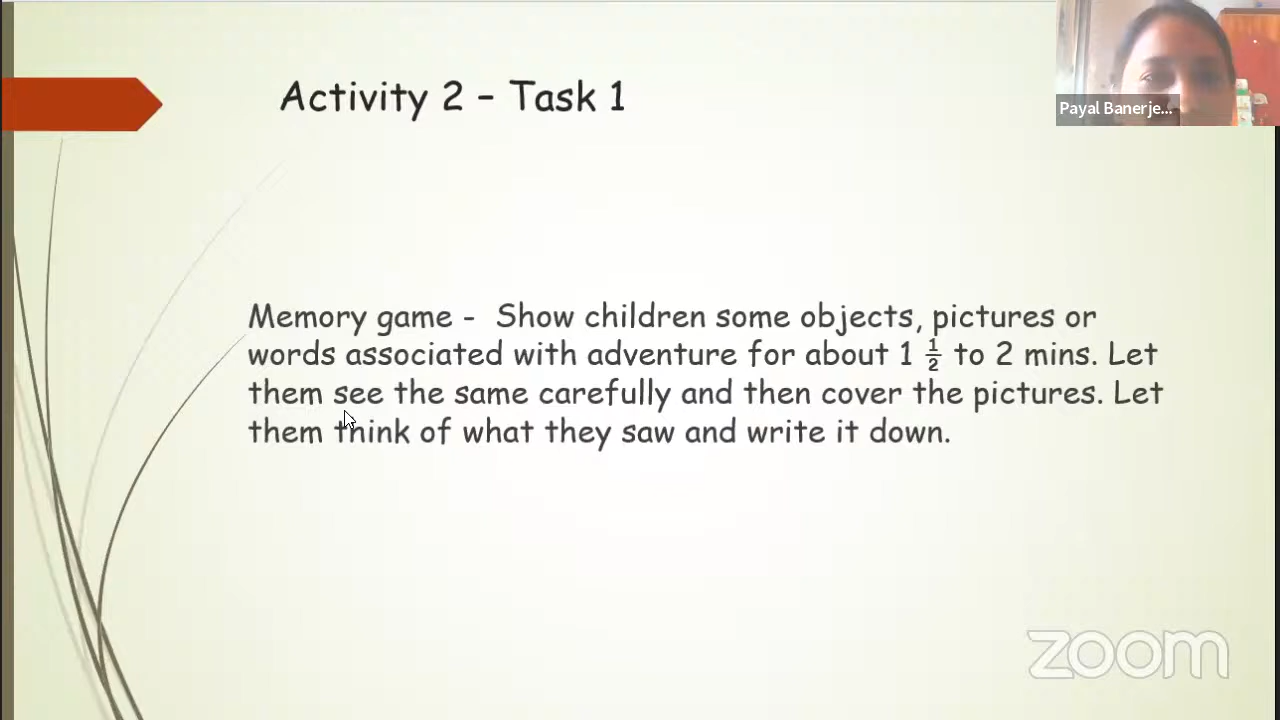 Activity 2 – Task 1
Payal Banerje...
Memory game -  Show children some objects, pictures or
words associated with adventure for about 1 ½ to 2 mins. Let
them see the same carefully and then cover the pictures. Let
them think of what they saw and write it down.
zoom